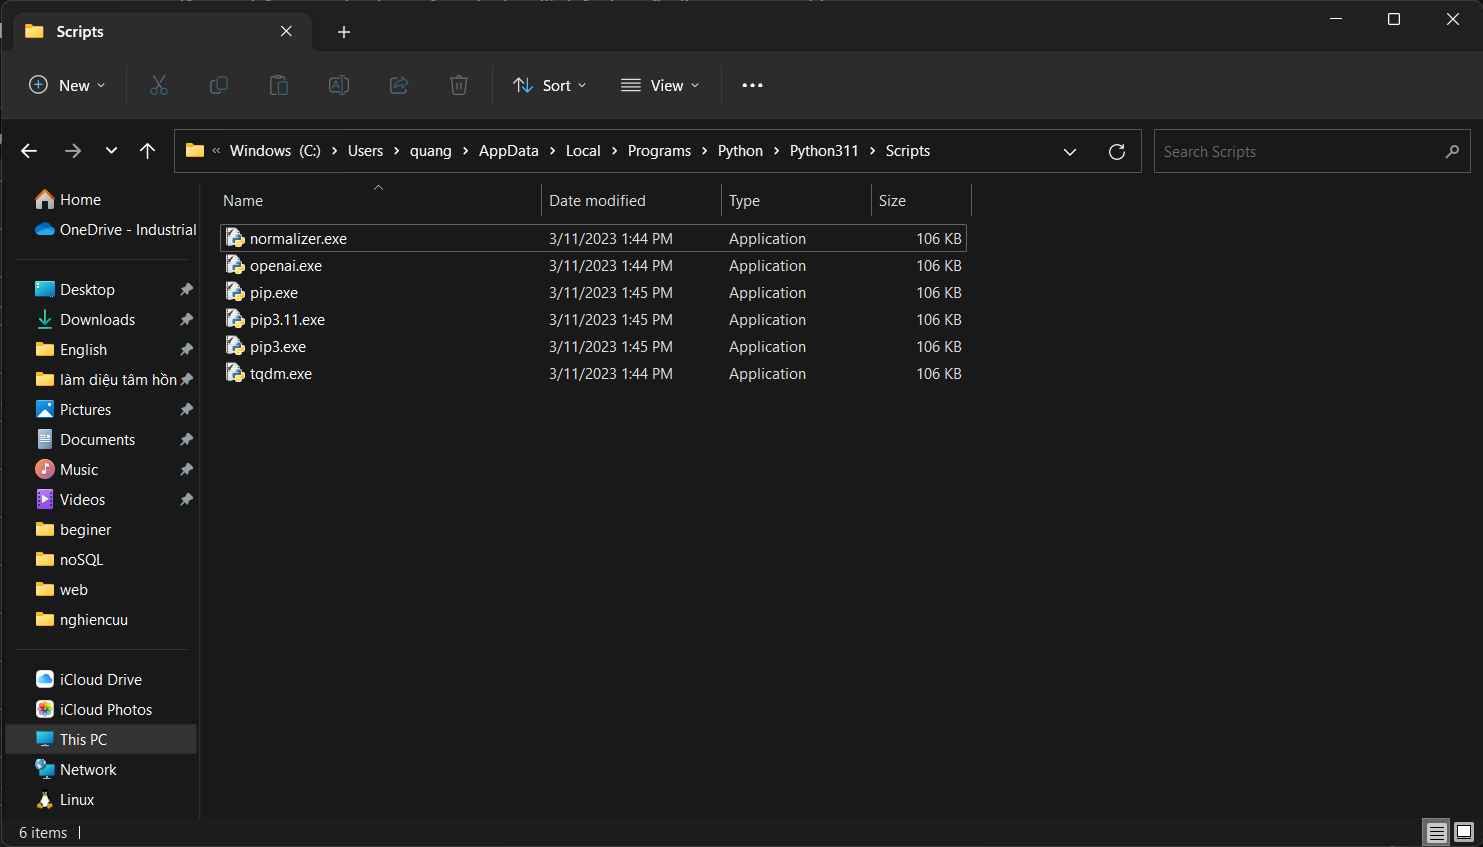 Scripts
New
Sort
View
« Windows (C:) > Users > quang > AppData > Local > Programs > Python > Python311 > Scripts
Search Scripts
Name Date modified Type Size
normalizer.exe 3/11/2023 1:44 PM Application 106 KB
openai.exe 3/11/2023 1:44 PM Application 106 KB
pip.exe 3/11/2023 1:45 PM Application 106 KB
pip3.11.exe 3/11/2023 1:45 PM Application 106 KB
pip3.exe 3/11/2023 1:45 PM Application 106 KB
tqdm.exe 3/11/2023 1:44 PM Application 106 KB
Home
OneDrive - Industrial
Desktop
Downloads
English
làm diệu tâm hồn
Pictures
Documents
Music
Videos
beginer
noSQL
web
nghiencuu
iCloud Drive
iCloud Photos
This PC
Network
Linux
6 items